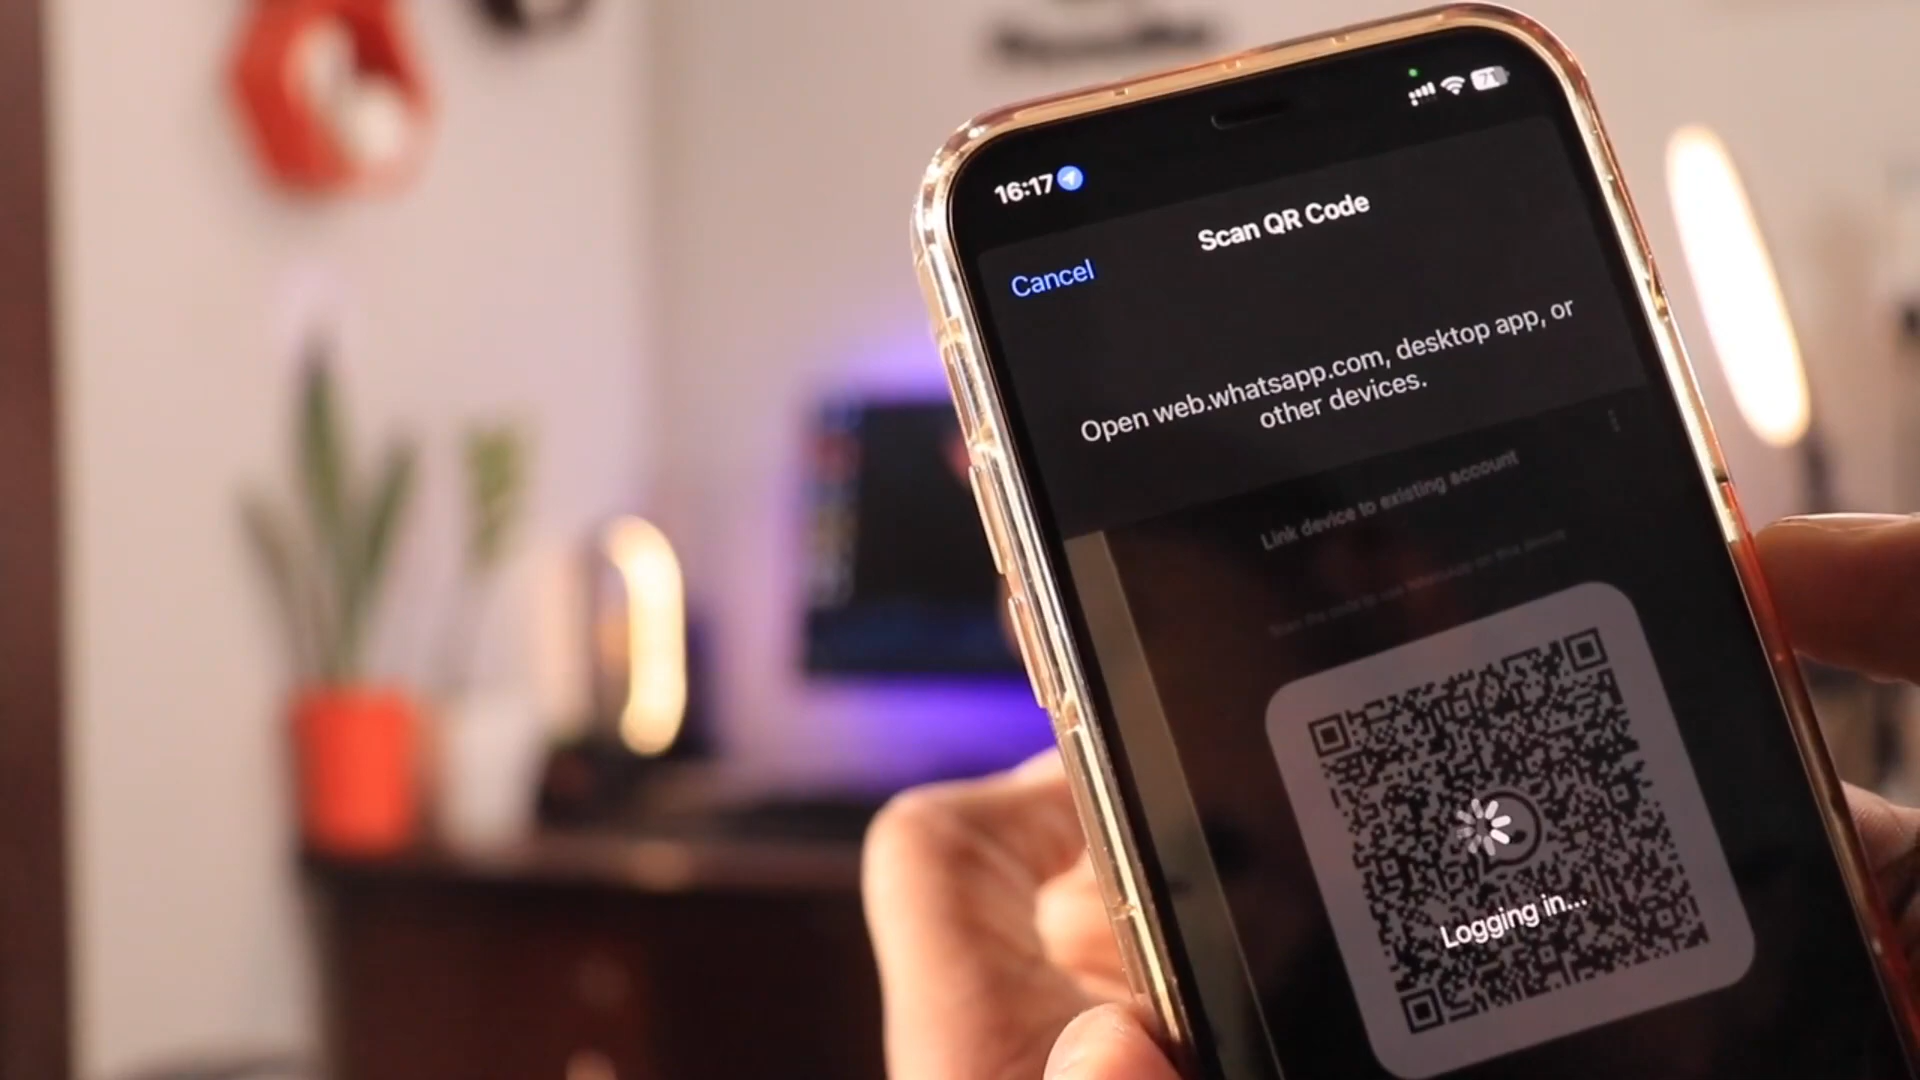 71
16:17
Scan QR Code
Cancel
Open web.whatsapp.com, desktop app, or
other devices.
Link device to existing account
Logging in...